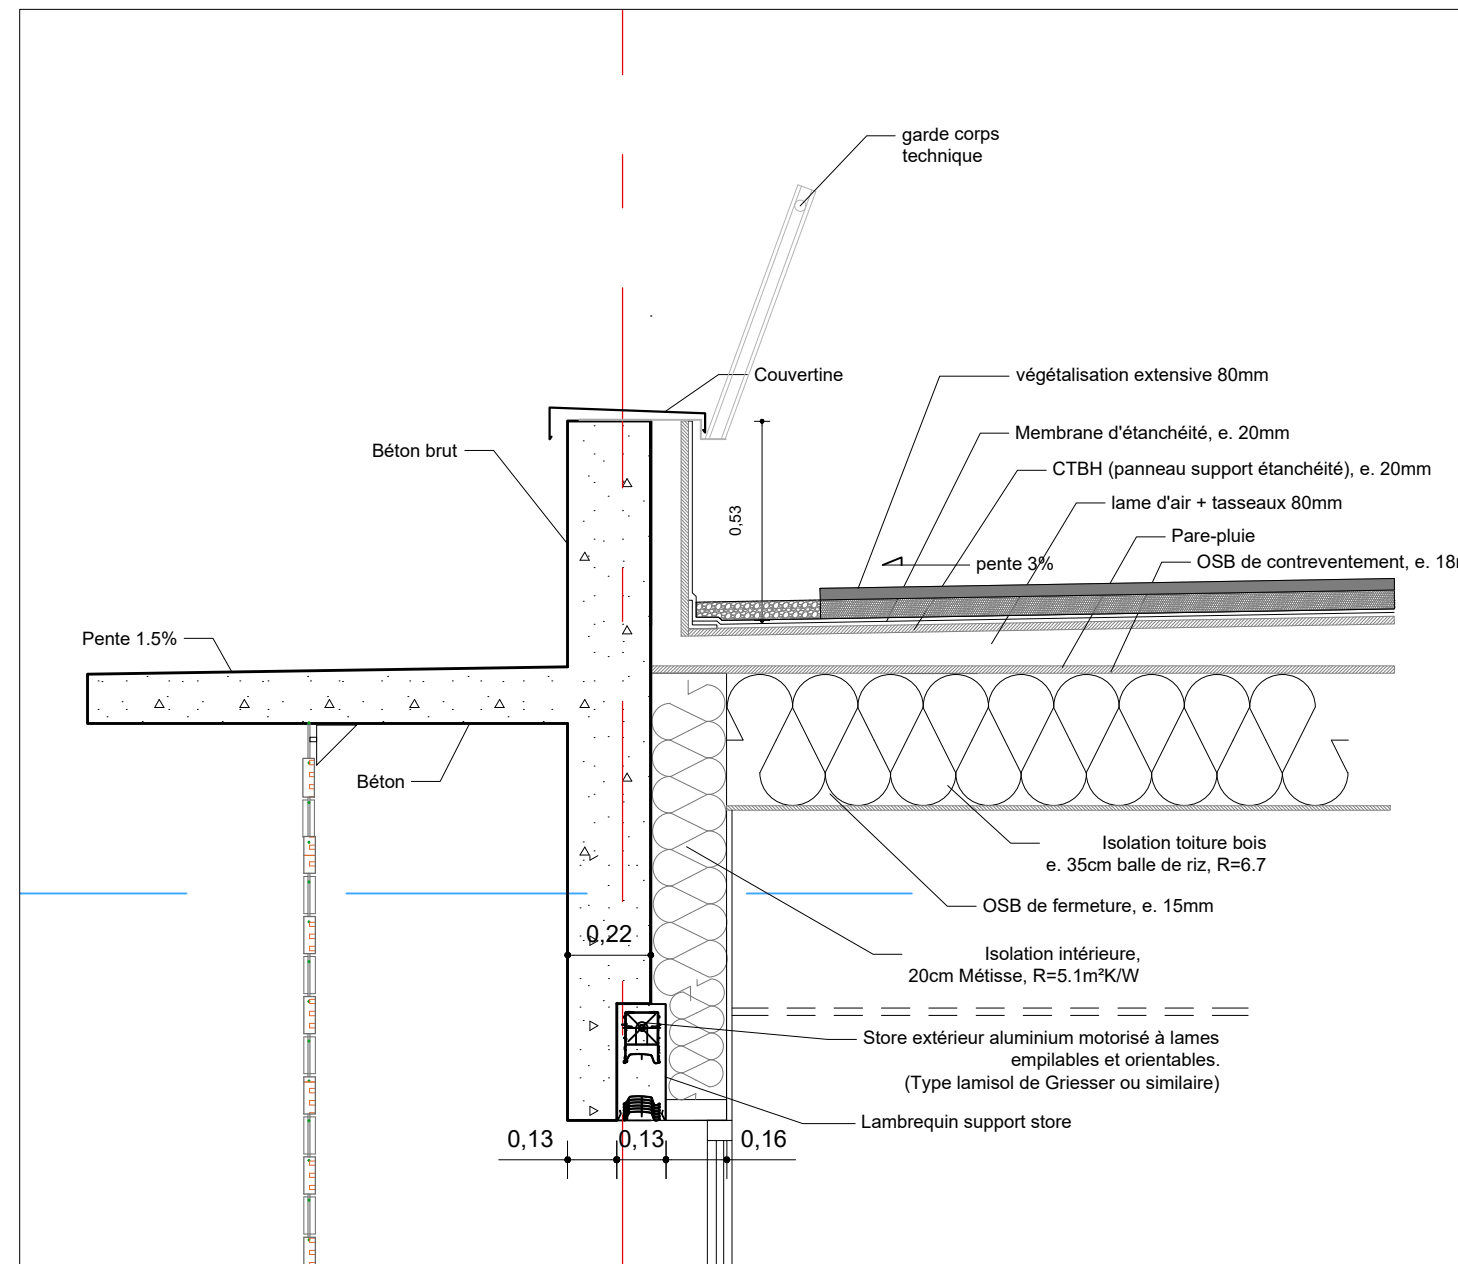 garde corps
technique
Couvertine
végétalisation extensive 80mm
Béton brut
Membrane d'étanchéité, e. 20mm
CTBH (panneau support étanchéité), e. 20mm
lame d'air + tasseaux 80mm
0,53
Pare-pluie
pente 3%
OSB de contreventement, e. 18
Pente 1.5%
Béton
Isolation toiture bois
e. 35cm balle de riz, R=6.7
OSB de fermeture, e. 15mm
0,22
Isolation intérieure,
20cm Métisse, R=5.1m²K/W
Store extérieur aluminium motorisé à lames
empilables et orientables.
(Type lamisol de Griesser ou similaire)
Lambrequin support store
0,13
0,13
0,16